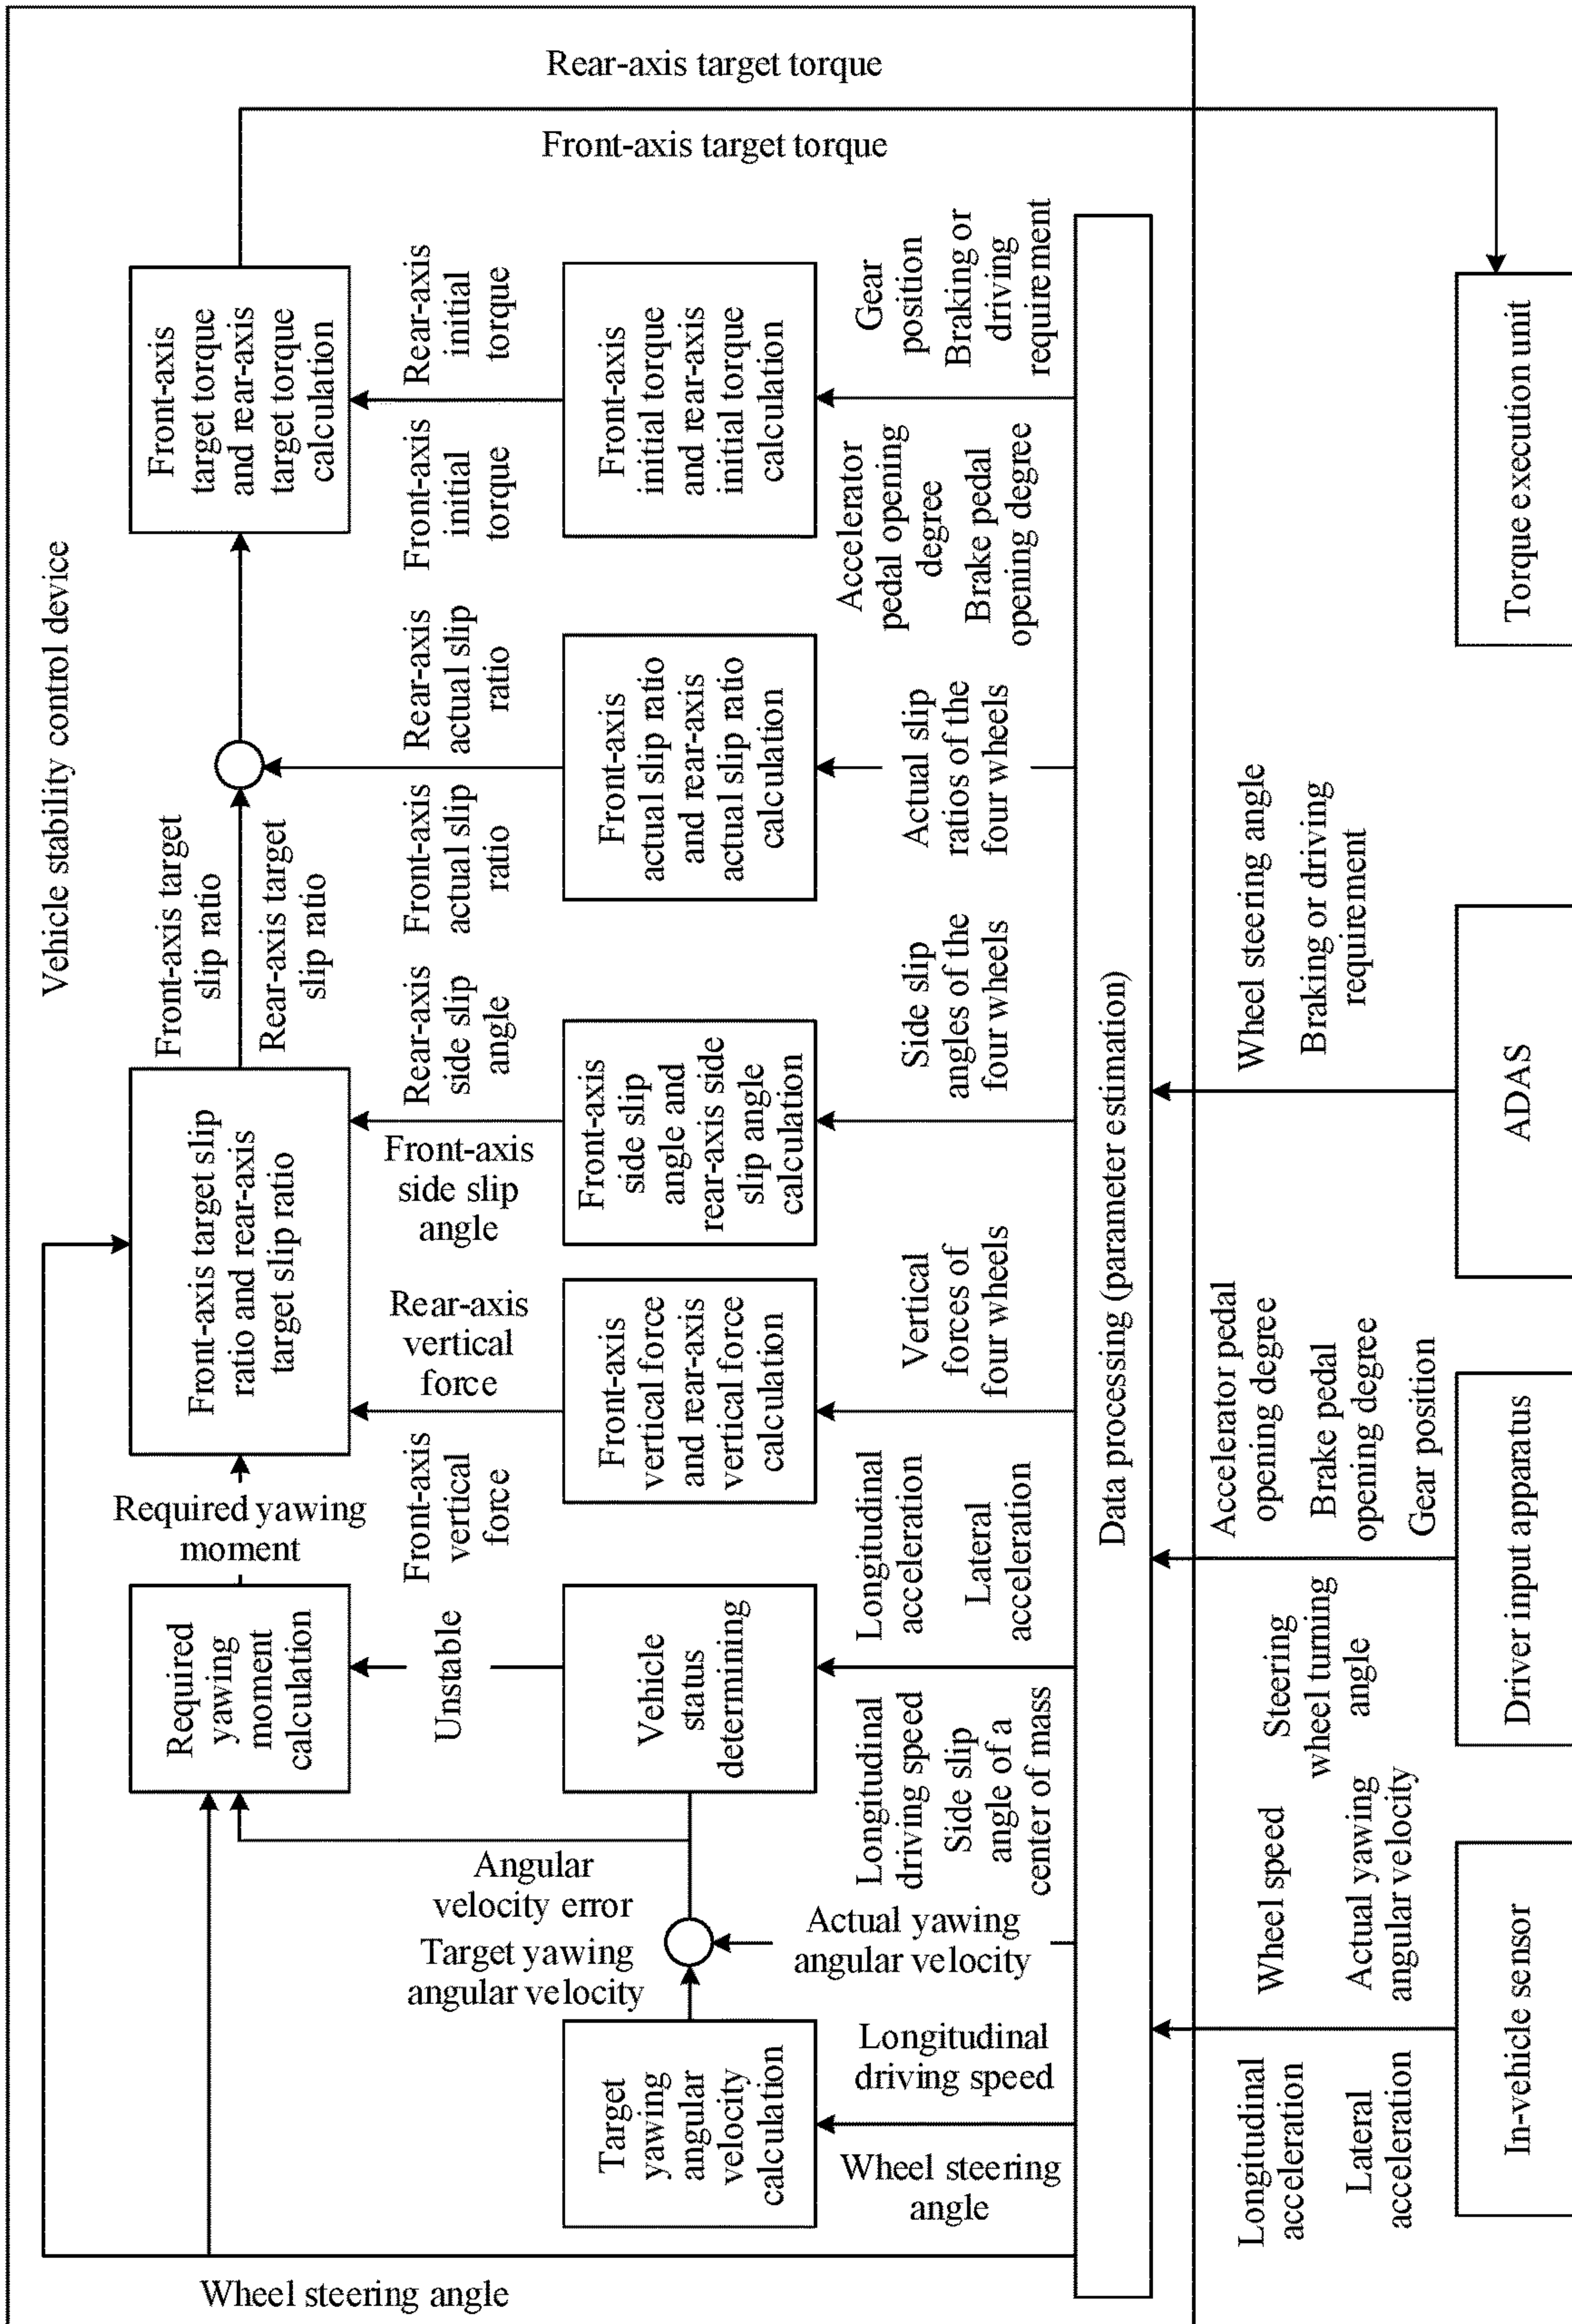 Vehicle stability control device
Wheel steering angle
Required
yawing
moment
calculation
Required yawing
moment
Front-axis target slip
ratio and rear-axis
target slip ratio
Front-axis target
slip ratio
Rear-axis target
slip ratio
Front-axis
target torque
and rear-axis
target torque
calculation
Rear-axis target torque
Front-axis target torque
Angular
velocity error
Target yawing
angular velocity
Unstable
Front-axis
vertical
force
Rear-axis
vertical
force
Front-axis
side slip
angle
Rear-axis
side slip
angle
Front-axis
actual slip
ratio
Rear-axis
actual slip
ratio
Front-axis
initial
torque
Rear-axis
initial
torque
Target
yawing
angular
velocity
calculation
Vehicle
status
determining
Front-axis
vertical force
and rear-axis
vertical force
calculation
Front-axis
side slip
angle and
rear-axis side
slip angle
calculation
Front-axis
actual slip ratio
and rear-axis
actual slip ratio
calculation
Front-axis
initial torque
and rear-axis
initial torque
calculation
Wheel steering
angle
Longitudinal
driving speed
Actual yawing
angular velocity
Longitudinal
driving speed
Side slip
angle of a
center of mass
Longitudinal
acceleration
Lateral
acceleration
Vertical
forces of
four wheels
Side slip
angles of the
four wheels
Actual slip
ratios of the
four wheels
Accelerator
pedal opening
degree
Brake pedal
opening degree
Gear
position
Braking or
driving
requirement
Data processing (parameter estimation)
Longitudinal
acceleration
Lateral
acceleration
Wheel speed
Actual yawing
angular velocity
Steering
wheel turning
angle
Accelerator pedal
opening degree
Brake pedal
opening degree
Gear position
Wheel steering angle
Braking or driving
requirement
In-vehicle sensor
Driver input apparatus
ADAS
Torque execution unit